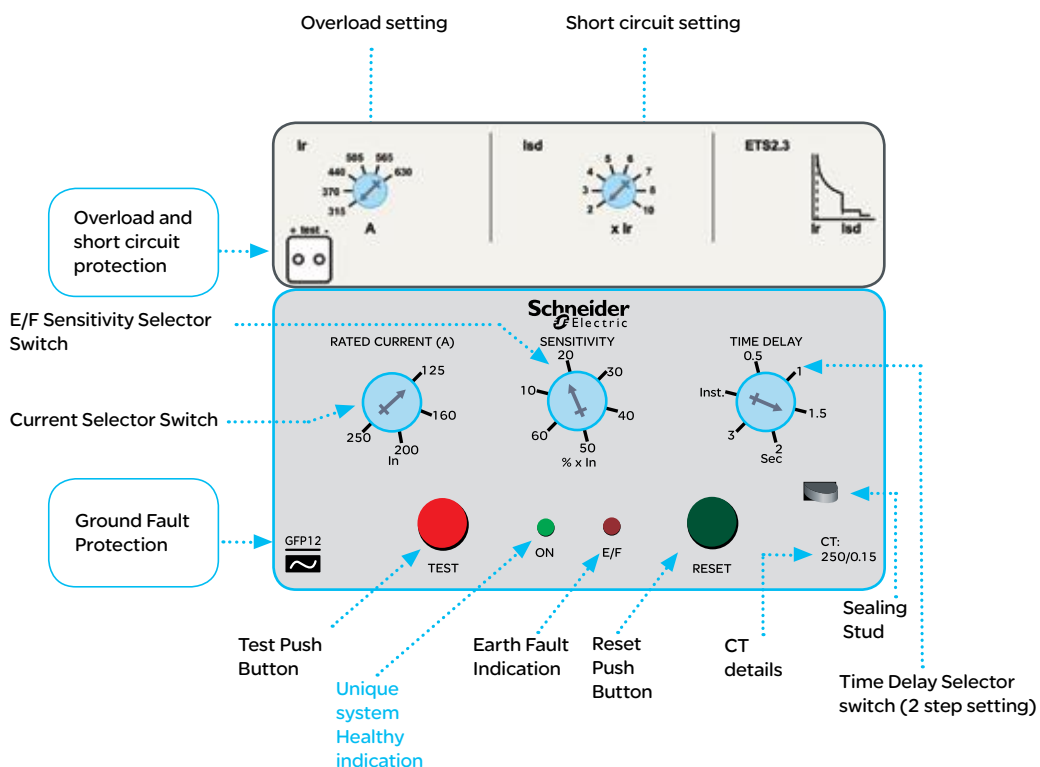 Overload setting
Short circuit setting
Ir
315
370
440
505
565
630
A
+ test -
Isd
2
3
4
5
6
7
8
10
x Ir
ETS2.3
Ir Isd
Overload and
short circuit
protection
E/F Sensitivity Selector
Switch
Schneider
Electric
RATED CURRENT (A)
125
160
200
250
In
SENSITIVITY
10
20
30
40
50
60
% x In
TIME DELAY
Inst.
0.5
1
1.5
2
3
Sec
Current Selector Switch
Ground Fault
Protection
GFP12
TEST
ON
E/F
RESET
CT:
250/0.15
Test Push
Button
Unique
system
Healthy
indication
Earth Fault
Indication
Reset
Push
Button
CT
details
Sealing
Stud
Time Delay Selector
switch (2 step setting)